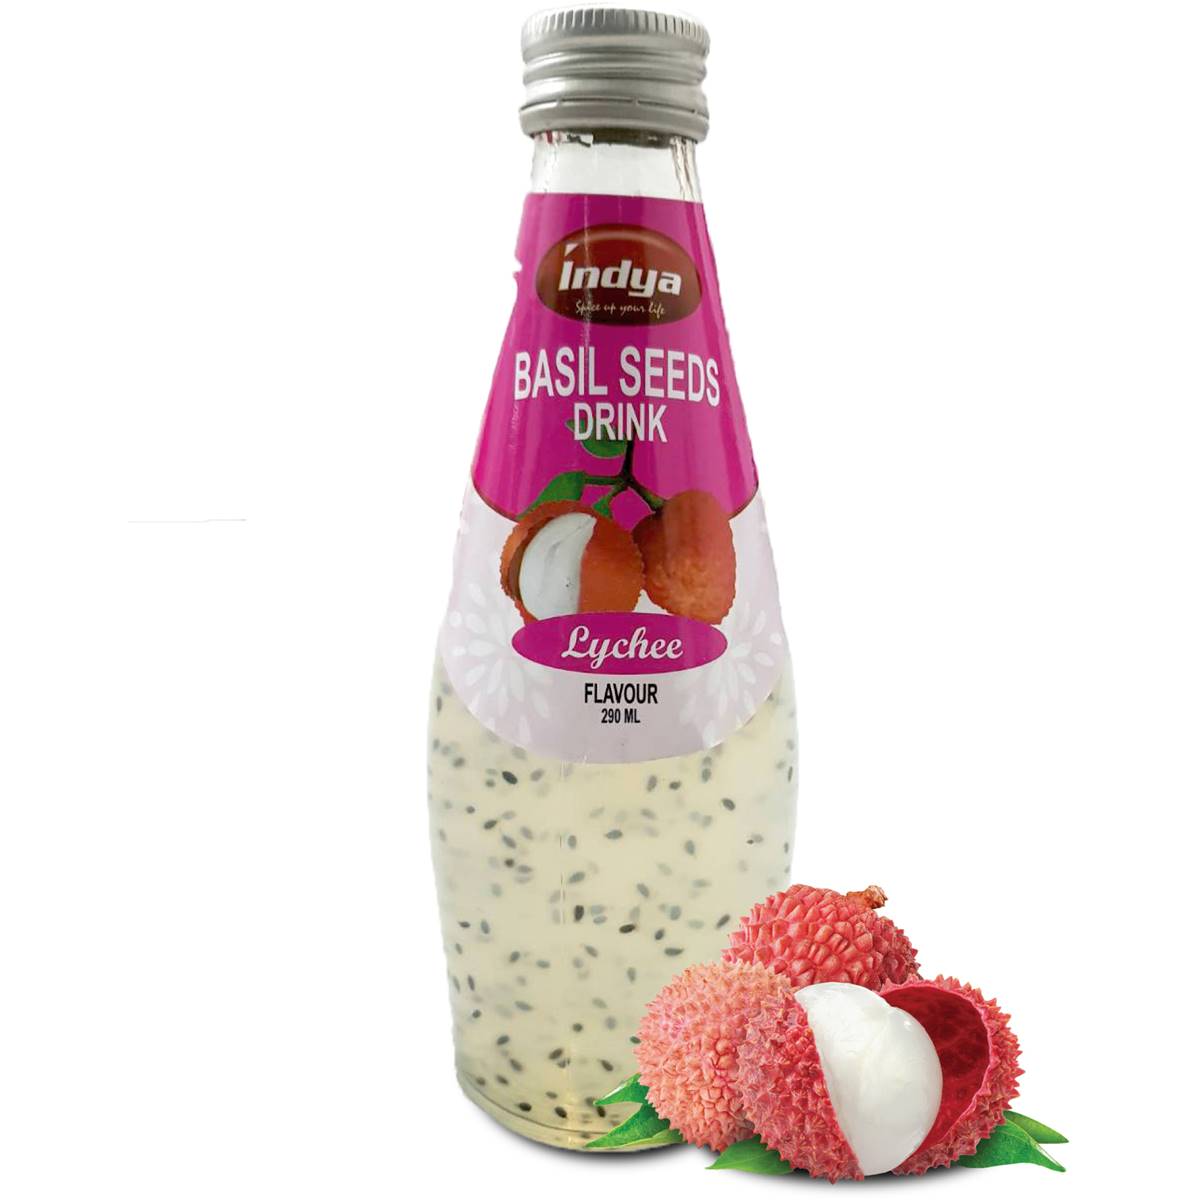 indya
Spice up your life
BASIL SEEDS
DRINK
Lychee
FLAVOUR
290 ML